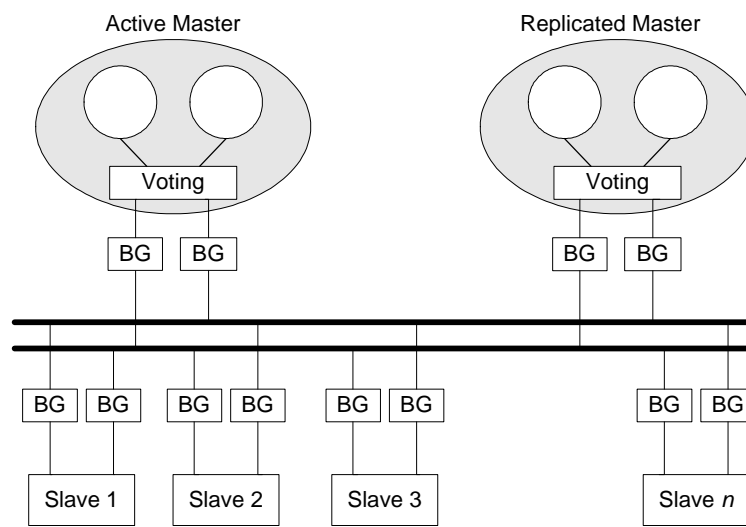 Active Master
Replicated Master
Voting
Voting
BG
BG
BG
BG
BG
BG
BG
BG
BG
BG
BG
BG
Slave 1
Slave 2
Slave 3
Slave n